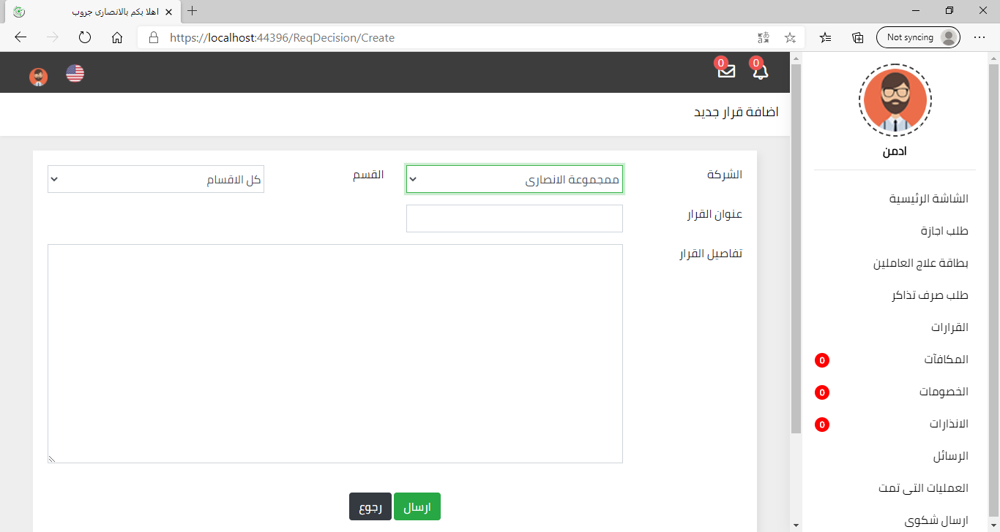 اهلا بكم بالانصارى جروب
https://localhost:44396/ReqDecision/Create
Not syncing
0
0
اضافة قرار جديد
ادمن
الشاشة الرئيسية
طلب اجازة
بطاقة علاج العاملين
طلب صرف تذاكر
القرارات
المكافآت 0
الخصومات 0
الانذارات 0
الرسائل
العمليات التى تمت
ارسال شكوى
الشركة
ممجموعة الانصارى
القسم
كل الاقسام
عنوان القرار
تفاصيل القرار
ارسال
رجوع